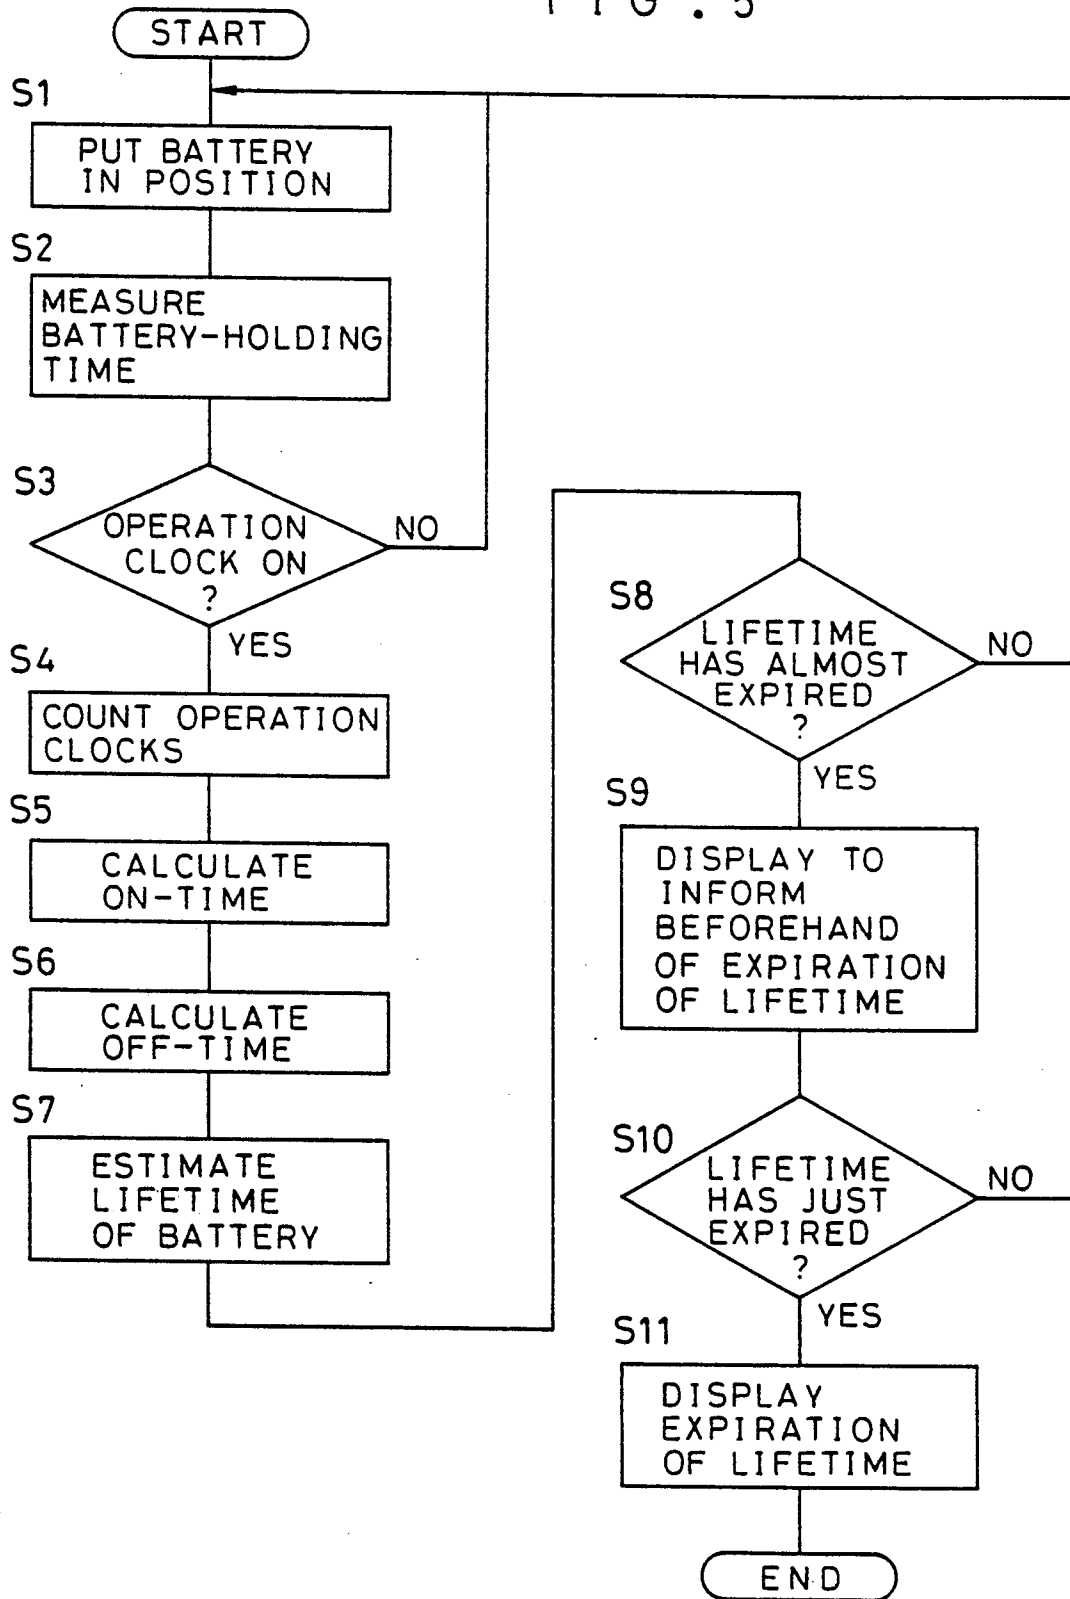 FIG.5
START
S1
PUT BATTERY
IN POSITION
S2
MEASURE
BATTERY-HOLDING
TIME
S3
OPERATION
CLOCK ON
?
NO
YES
S4
COUNT OPERATION
CLOCKS
S5
CALCULATE
ON-TIME
S6
CALCULATE
OFF-TIME
S7
ESTIMATE
LIFETIME
OF BATTERY
S8
LIFETIME
HAS ALMOST
EXPIRED
?
NO
YES
S9
DISPLAY TO
INFORM
BEFOREHAND
OF EXPIRATION
OF LIFETIME
S10
LIFETIME
HAS JUST
EXPIRED
?
NO
YES
S11
DISPLAY
EXPIRATION
OF LIFETIME
END